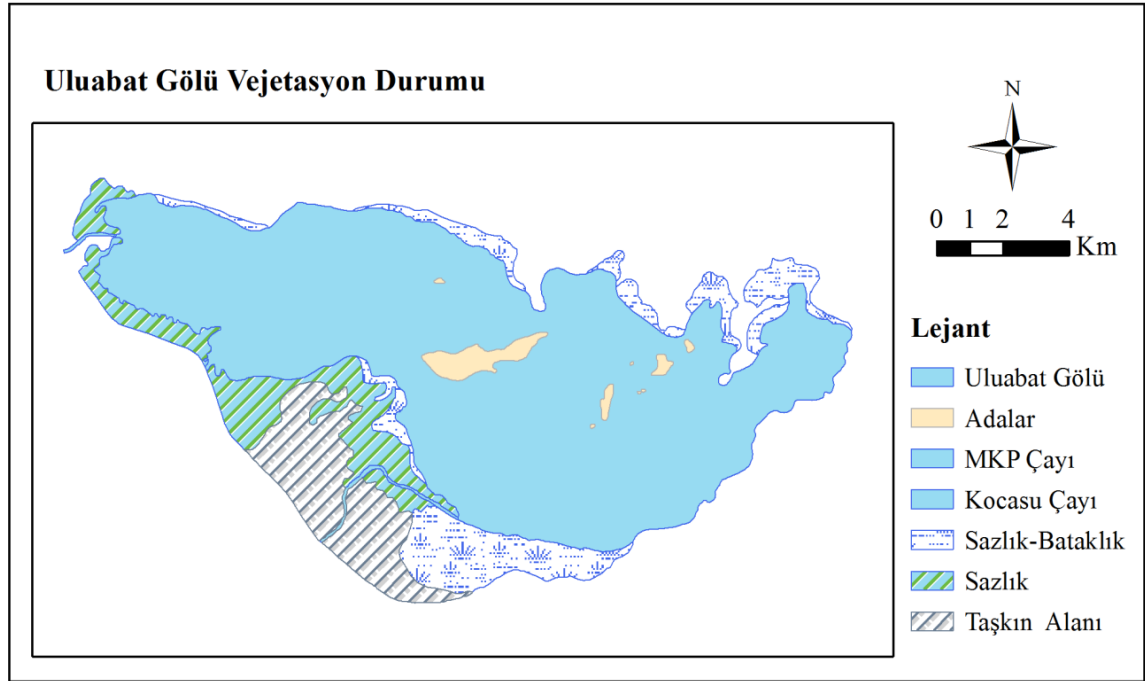 Uluabat Gölü Vejetasyon Durumu
N
0 1 2 4
Km
Lejant
Uluabat Gölü
Adalar
MKP Çayı
Kocasu Çayı
Sazlık-Bataklık
Sazlık
Taşkın Alanı